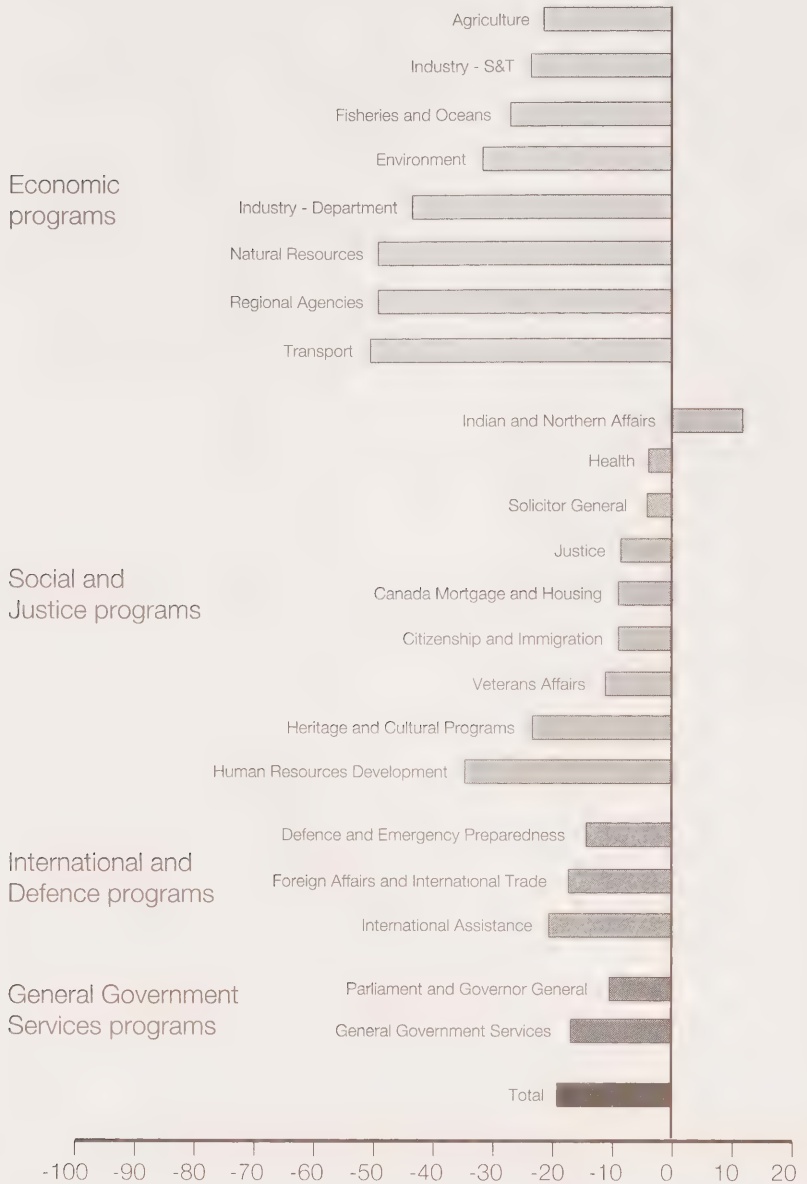 Economic
programs
Agriculture
Industry - S&T
Fisheries and Oceans
Environment
Industry - Department
Natural Resources
Regional Agencies
Transport
Social and
Justice programs
Indian and Northern Affairs
Health
Solicitor General
Justice
Canada Mortgage and Housing
Citizenship and Immigration
Veterans Affairs
Heritage and Cultural Programs
Human Resources Development
International and
Defence programs
Defence and Emergency Preparedness
Foreign Affairs and International Trade
International Assistance
General Government
Services programs
Parliament and Governor General
General Government Services
Total
-100 -90 -80 -70 -60 -50 -40 -30 -20 -10 0 10 20